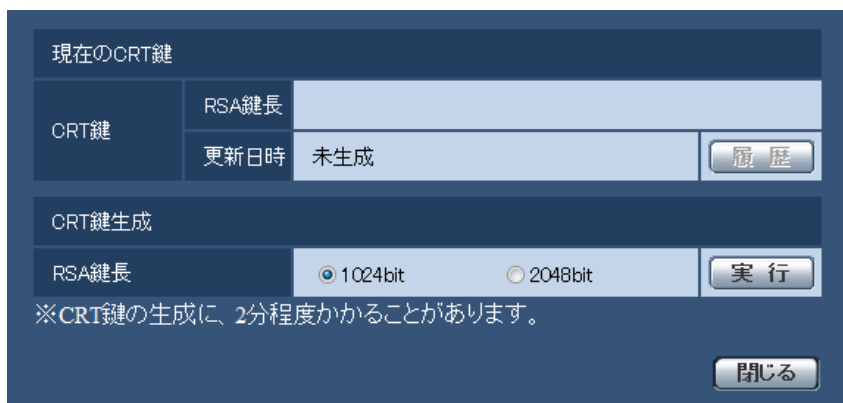 現在のCRT鍵
CRT鍵
RSA鍵長
更新日時 未生成 履歴
CRT鍵生成
RSA鍵長 1024bit 2048bit 実行
※CRT鍵の生成に、2分程度かかることがあります。
閉じる